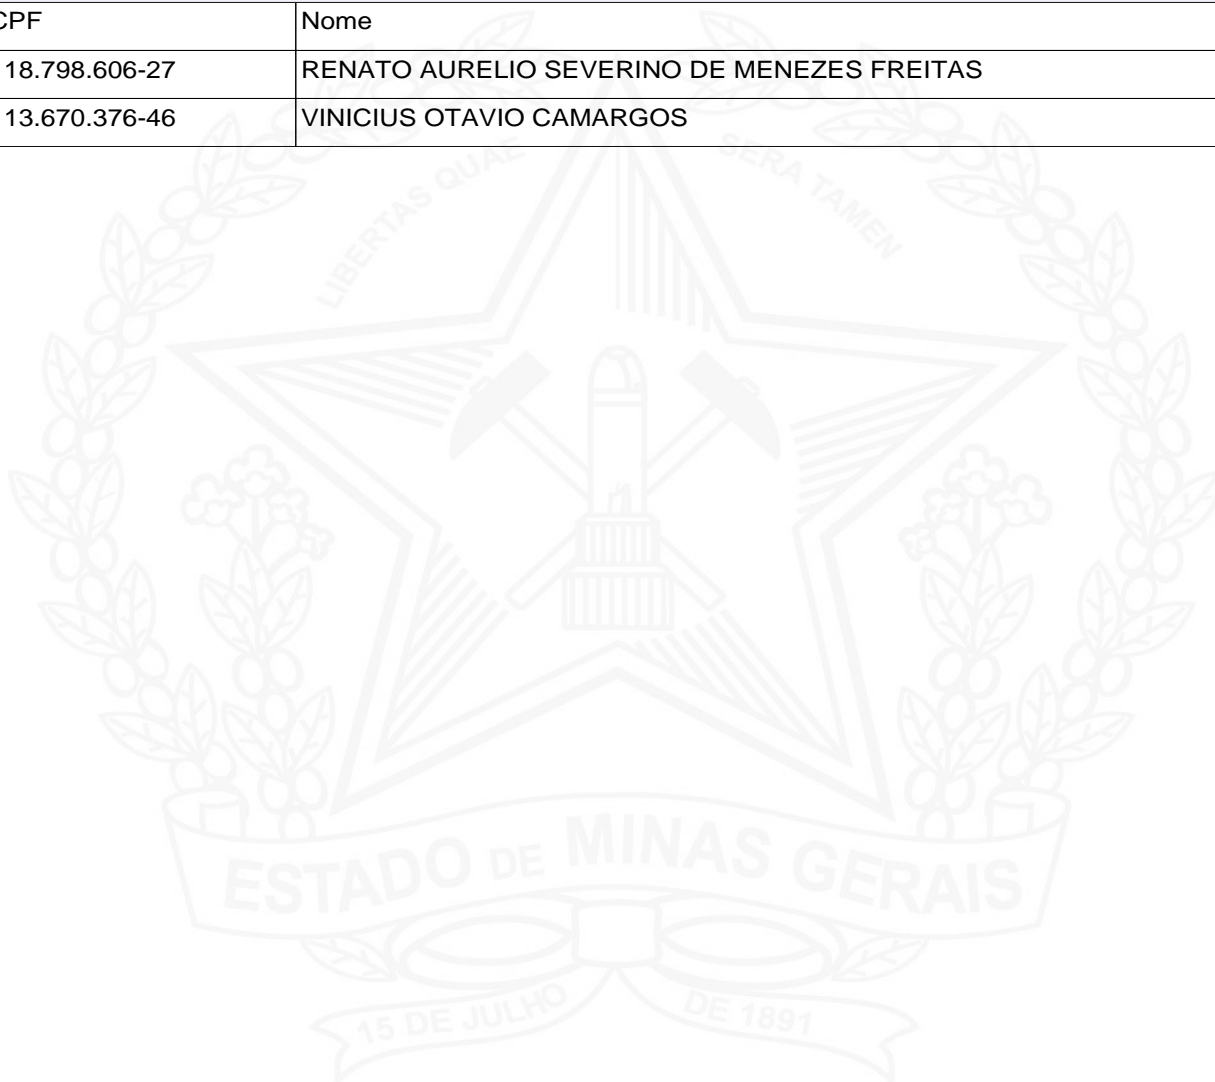 CPF Nome
18.798.606-27 RENATO AURELIO SEVERINO DE MENEZES FREITAS
13.670.376-46 VINICIUS OTAVIO CAMARGOS
LIBERTAS QUAE SERA TAMEN
ESTADO DE MINAS GERAIS
15 DE JULHO DE 1891